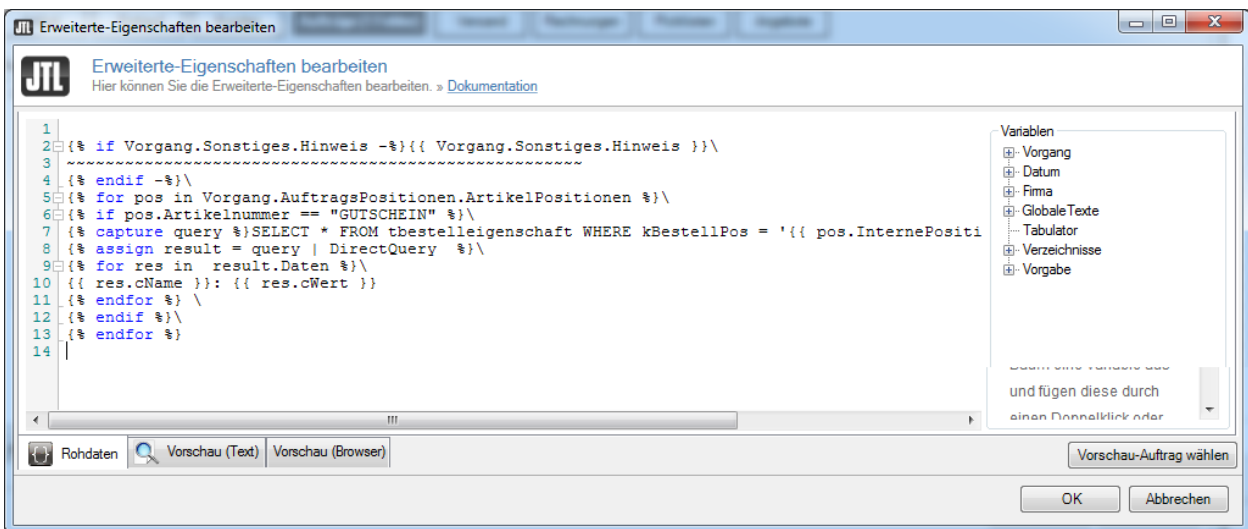 Erweiterte-Eigenschaften bearbeiten
JTL
Erweiterte-Eigenschaften bearbeiten
Hier können Sie die Erweiterte-Eigenschaften bearbeiten. » Dokumentation
1
2 {% if Vorgang.Sonstiges.Hinweis -%}{{ Vorgang.Sonstiges.Hinweis }}\
3 ~~~~~~~~~~~~~~~~~~~~~~~~~~~~~~~~~~~~~~~~~~~~~~~~~~~~~
4 {% endif -%}\
5 {% for pos in Vorgang.AuftragsPositionen.ArtikelPositionen %}\
6 {% if pos.Artikelnummer == "GUTSCHEIN" %}\
7 {% capture query %}SELECT * FROM tbestelleigenschaft WHERE kBestellPos = '{{ pos.InternePositi
8 {% assign result = query | DirectQuery  %}\
9 {% for res in  result.Daten %}\
10 {{ res.cName }}: {{ res.cWert }}
11 {% endfor %} \
12 {% endif %}\
13 {% endfor %}
14
Variablen
Vorgang
Datum
Firma
GlobaleTexte
Tabulator
Verzeichnisse
Vorgabe
und fügen diese durch
einen Doppelklick oder
Rohdaten
Vorschau (Text)
Vorschau (Browser)
Vorschau-Auftrag wählen
OK
Abbrechen